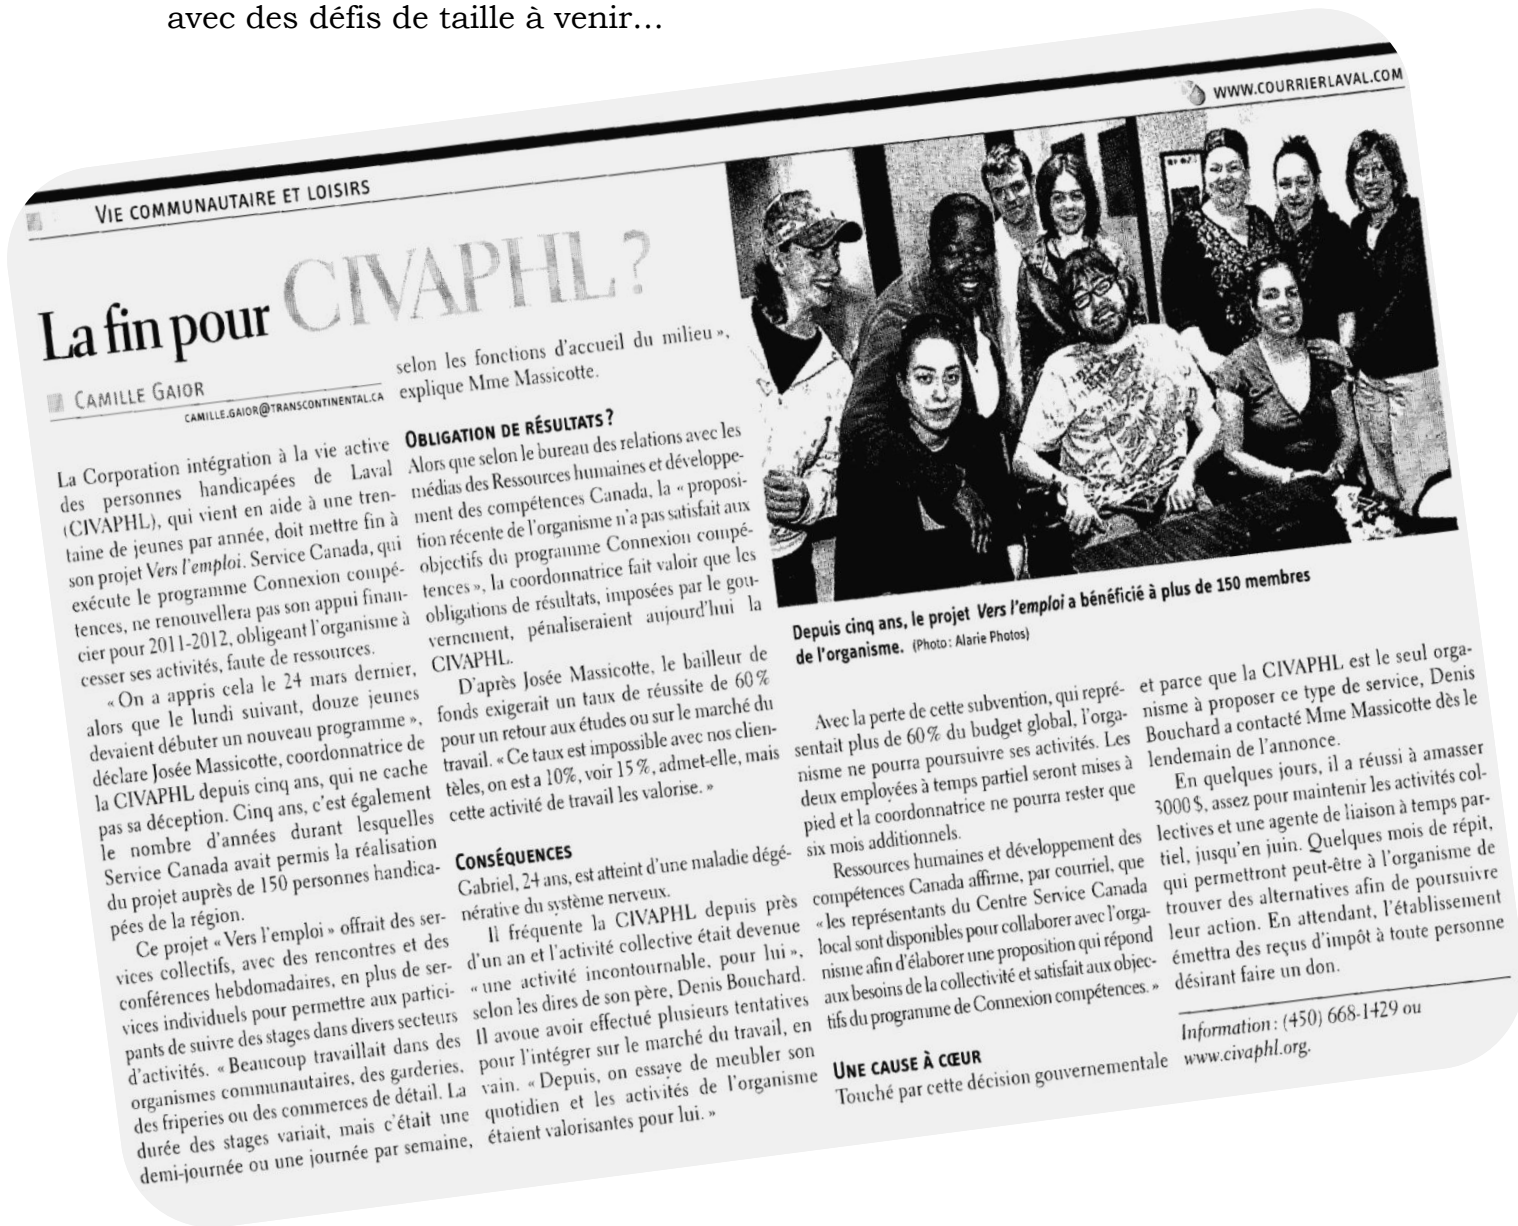 avec des défis de taille à venir…
WWW.COURRIERLAVAL.COM
VIE COMMUNAUTAIRE ET LOISIRS
La fin pour CIVAPHL ?
CAMILLE GAIOR
CAMILLE.GAIOR@TRANSCONTINENTAL.CA
La Corporation intégration à la vie active
des personnes handicapées de Laval
(CIVAPHL), qui vient en aide à une tren-
taine de jeunes par année, doit mettre fin à
son projet Vers l'emploi. Service Canada, qui
exécute le programme Connexion compé-
tences, ne renouvellera pas son appui finan-
cier pour 2011-2012, obligeant l'organisme à
cesser ses activités, faute de ressources.
« On a appris cela le 24 mars dernier,
alors que le lundi suivant, douze jeunes
devaient débuter un nouveau programme »,
déclare Josée Massicotte, coordonnatrice de
la CIVAPHL depuis cinq ans, qui ne cache
pas sa déception. Cinq ans, c'est également
le nombre d'années durant lesquelles
Service Canada avait permis la réalisation
du projet auprès de 150 personnes handica-
pées de la région.
Ce projet « Vers l'emploi » offrait des ser-
vices collectifs, avec des rencontres et des
conférences hebdomadaires, en plus de ser-
vices individuels pour permettre aux partici-
pants de suivre des stages dans divers secteurs
d'activités. « Beaucoup travaillait dans des
organismes communautaires, des garderies,
des friperies ou des commerces de détail. La
durée des stages variait, mais c'était une
demi-journée ou une journée par semaine,
selon les fonctions d'accueil du milieu »,
explique Mme Massicotte.
OBLIGATION DE RÉSULTATS ?
Alors que selon le bureau des relations avec les
médias des Ressources humaines et développe-
ment des compétences Canada, la « proposi-
tion récente de l'organisme n'a pas satisfait aux
objectifs du programme Connexion compé-
tences », la coordonnatrice fait valoir que les
obligations de résultats, imposées par le gou-
vernement, pénaliseraient aujourd'hui la
CIVAPHL.
D'après Josée Massicotte, le bailleur de
fonds exigerait un taux de réussite de 60 %
pour un retour aux études ou sur le marché du
travail. « Ce taux est impossible avec nos clien-
tèles, on est a 10%, voir 15 %, admet-elle, mais
cette activité de travail les valorise. »
CONSÉQUENCES
Gabriel, 24 ans, est atteint d'une maladie dégé-
nérative du système nerveux.
Il fréquente la CIVAPHL depuis près
d'un an et l'activité collective était devenue
« une activité incontournable, pour lui »,
selon les dires de son père, Denis Bouchard.
Il avoue avoir effectué plusieurs tentatives
pour l'intégrer sur le marché du travail, en
vain. « Depuis, on essaye de meubler son
quotidien et les activités de l'organisme
étaient valorisantes pour lui. »
Depuis cinq ans, le projet Vers l'emploi a bénéficié à plus de 150 membres
de l'organisme. (Photo : Alarie Photos)
Avec la perte de cette subvention, qui repré-
sentait plus de 60 % du budget global, l'orga-
nisme ne pourra poursuivre ses activités. Les
deux employées à temps partiel seront mises à
pied et la coordonnatrice ne pourra rester que
six mois additionnels.
Ressources humaines et développement des
compétences Canada affirme, par courriel, que
« les représentants du Centre Service Canada
local sont disponibles pour collaborer avec l'orga-
nisme afin d'élaborer une proposition qui répond
aux besoins de la collectivité et satisfait aux objec-
tifs du programme de Connexion compétences. »
UNE CAUSE À CŒUR
Touché par cette décision gouvernementale
et parce que la CIVAPHL est le seul orga-
nisme à proposer ce type de service, Denis
Bouchard a contacté Mme Massicotte dès le
lendemain de l'annonce.
En quelques jours, il a réussi à amasser
3000 $, assez pour maintenir les activités col-
lectives et une agente de liaison à temps par-
tiel, jusqu'en juin. Quelques mois de répit,
qui permettront peut-être à l'organisme de
trouver des alternatives afin de poursuivre
leur action. En attendant, l'établissement
émettra des reçus d'impôt à toute personne
désirant faire un don.
Information : (450) 668-1429 ou
www.civaphl.org.